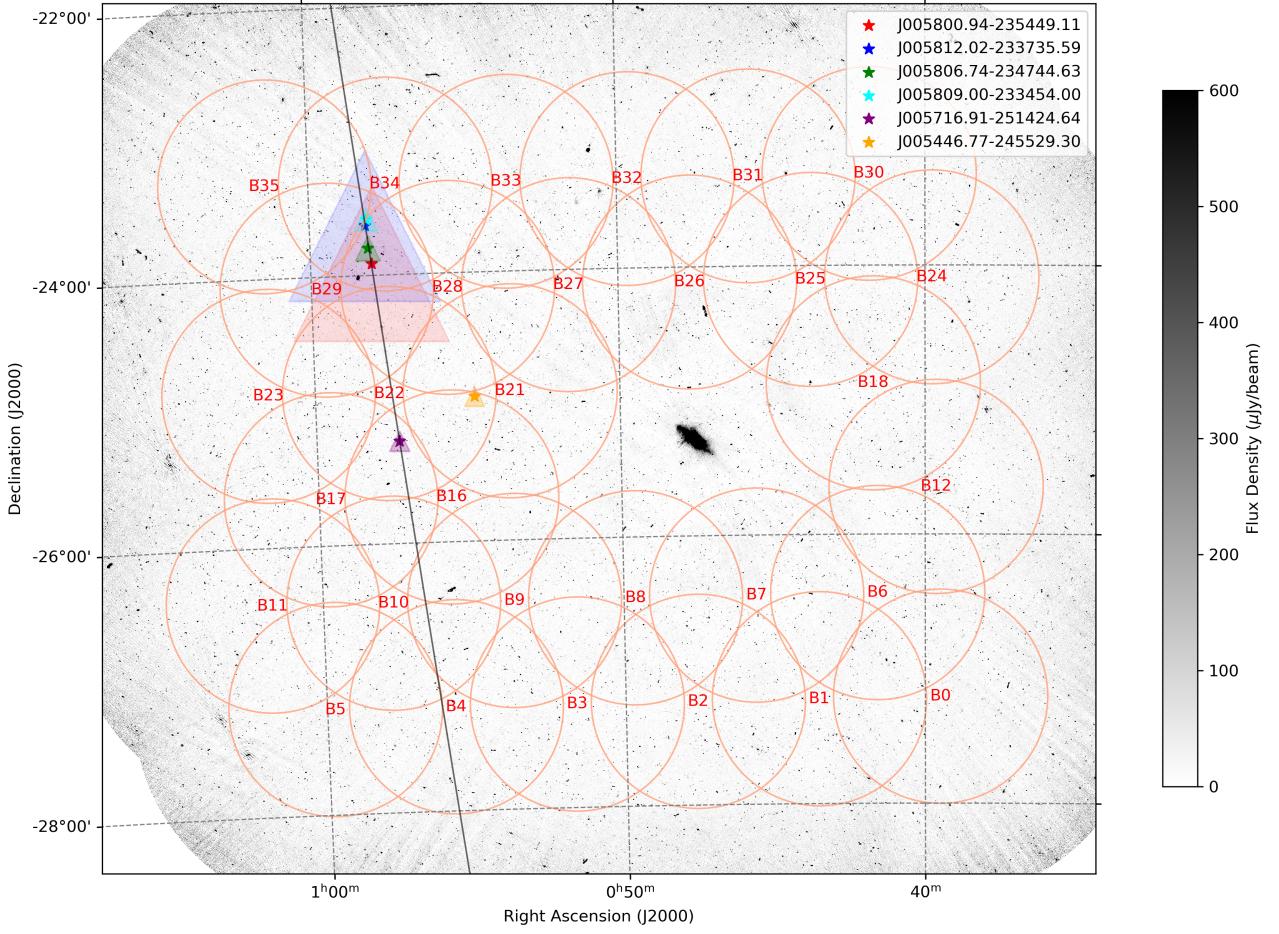 -22°00'
-24°00'
-26°00'
-28°00'
Declination (J2000)
J005800.94-235449.11
J005812.02-233735.59
J005806.74-234744.63
J005809.00-233454.00
J005716.91-251424.64
J005446.77-245529.30
B35 B34 B33 B32 B31 B30
B29 B28 B27 B26 B25 B24
B23 B22 B21 B18
B17 B16 B12
B11 B10 B9 B8 B7 B6
B5 B4 B3 B2 B1 B0
1ʰ00ᵐ 0ʰ50ᵐ 40ᵐ
Right Ascension (J2000)
600
500
400
300
200
100
0
Flux Density (μJy/beam)